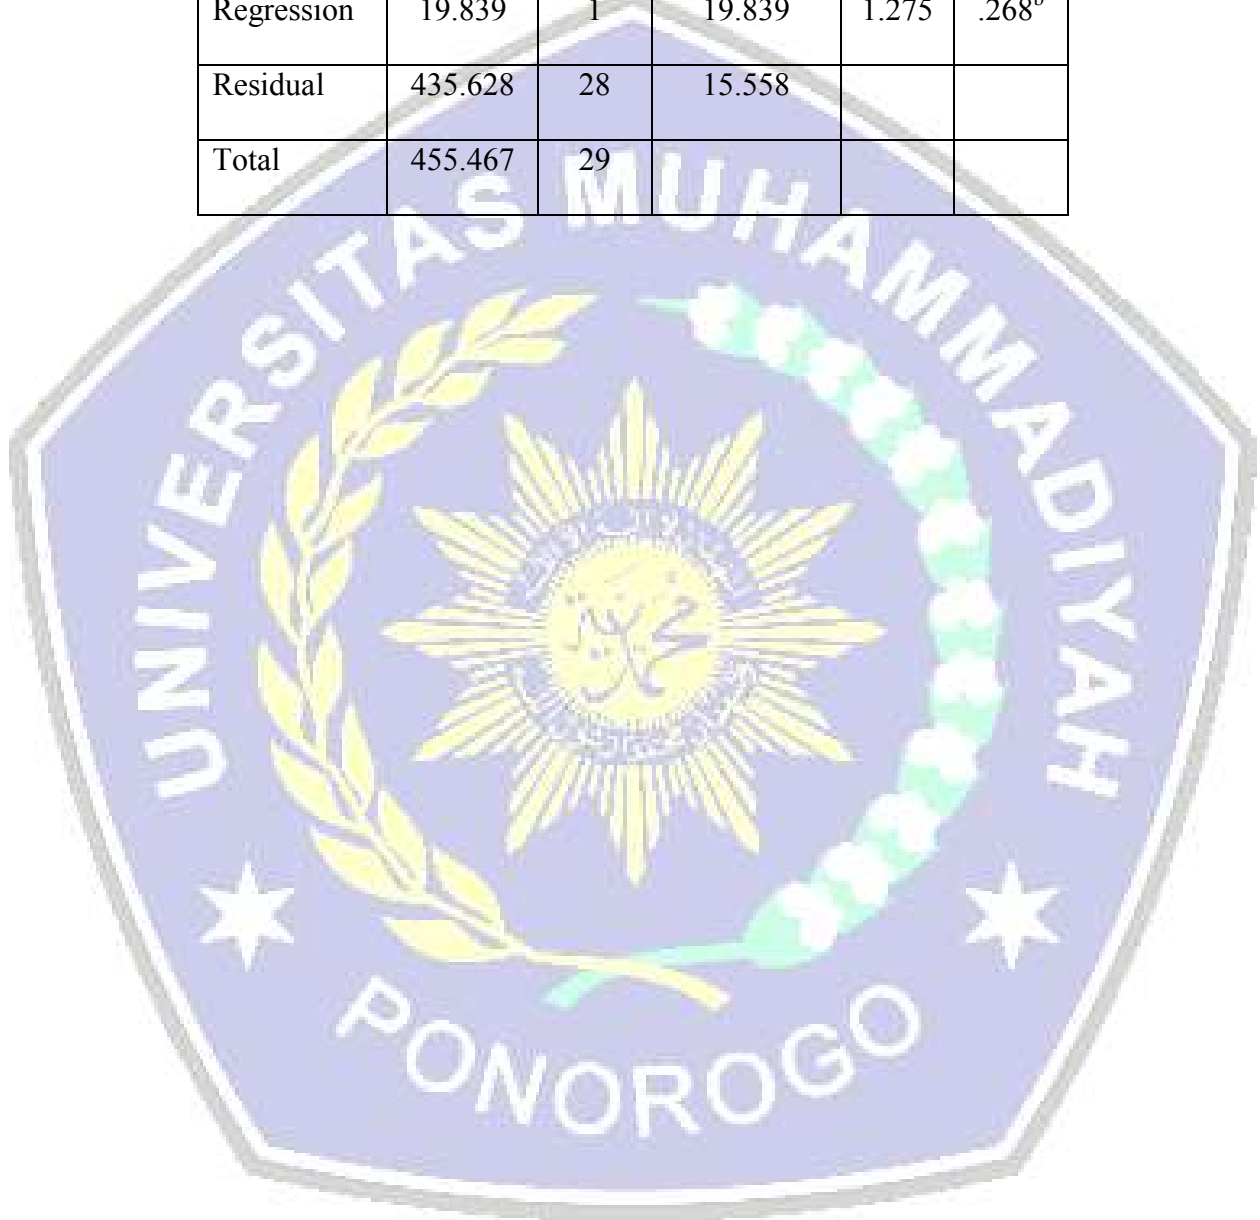 Regression 19.839 1 19.839 1.275 .268ᵇ
Residual 435.628 28 15.558
Total 455.467 29
UNIVERSITAS MUHAMMADIYAH
PONOROGO